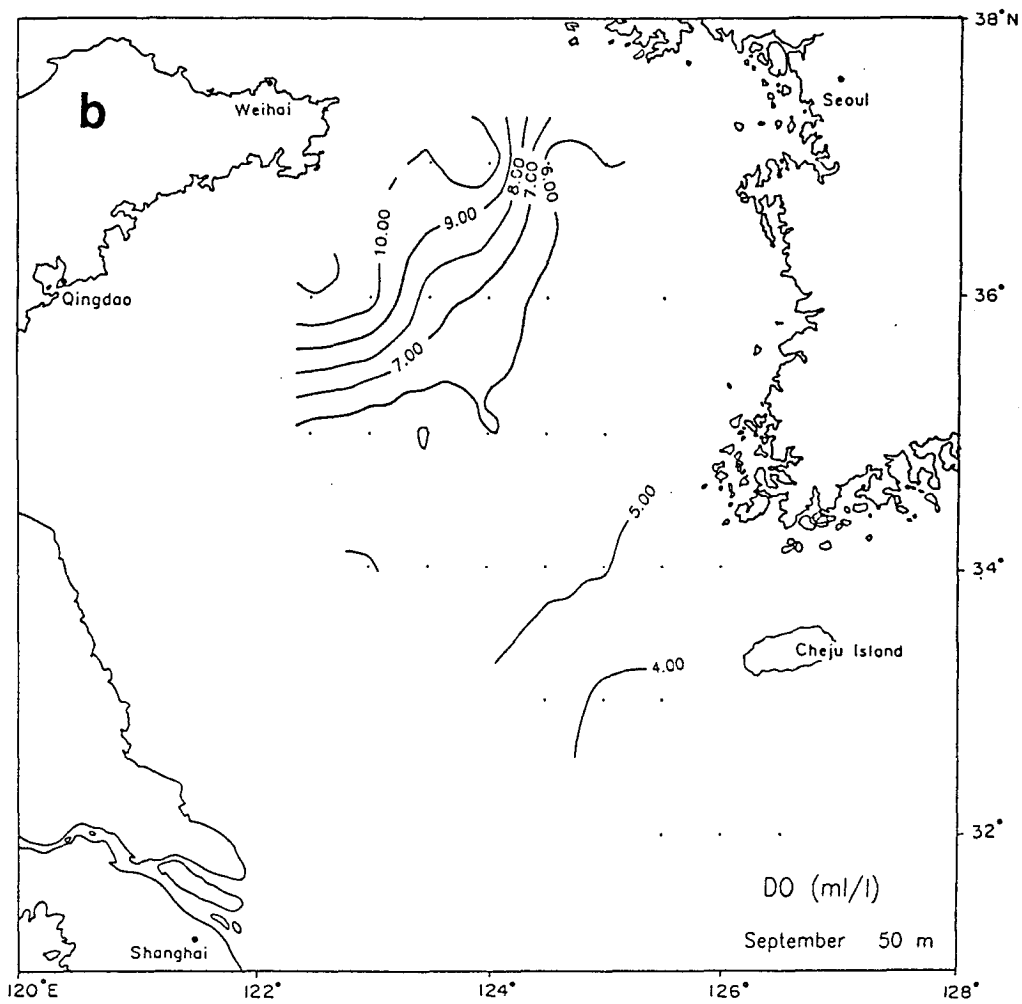 38°N
b
Weihai
Seoul
8.00
7.00
6.00
9.00
10.00
Qingdao
36°
7.00
5.00
34°
Cheju Island
4.00
32°
DO (ml/l)
September 50 m
Shanghai
120°E
122°
124°
126°
128°